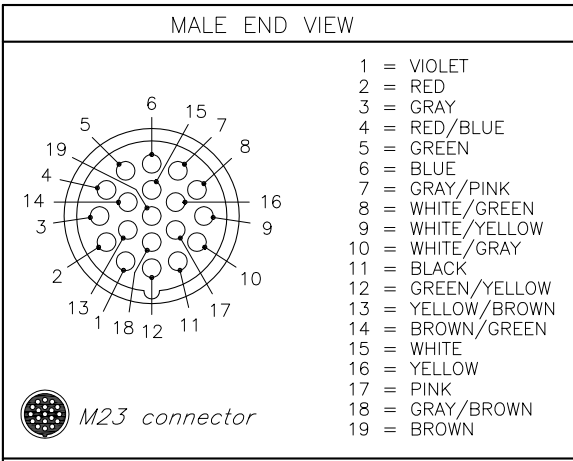 MALE END VIEW
1 = VIOLET
2 = RED
3 = GRAY
4 = RED/BLUE
5 = GREEN
6 = BLUE
7 = GRAY/PINK
8 = WHITE/GREEN
9 = WHITE/YELLOW
10 = WHITE/GRAY
11 = BLACK
12 = GREEN/YELLOW
13 = YELLOW/BROWN
14 = BROWN/GREEN
15 = WHITE
16 = YELLOW
17 = PINK
18 = GRAY/BROWN
19 = BROWN
6
15
5
7
19
8
4
14
16
3
9
2
10
13
1
18
12
11
17
M23 connector